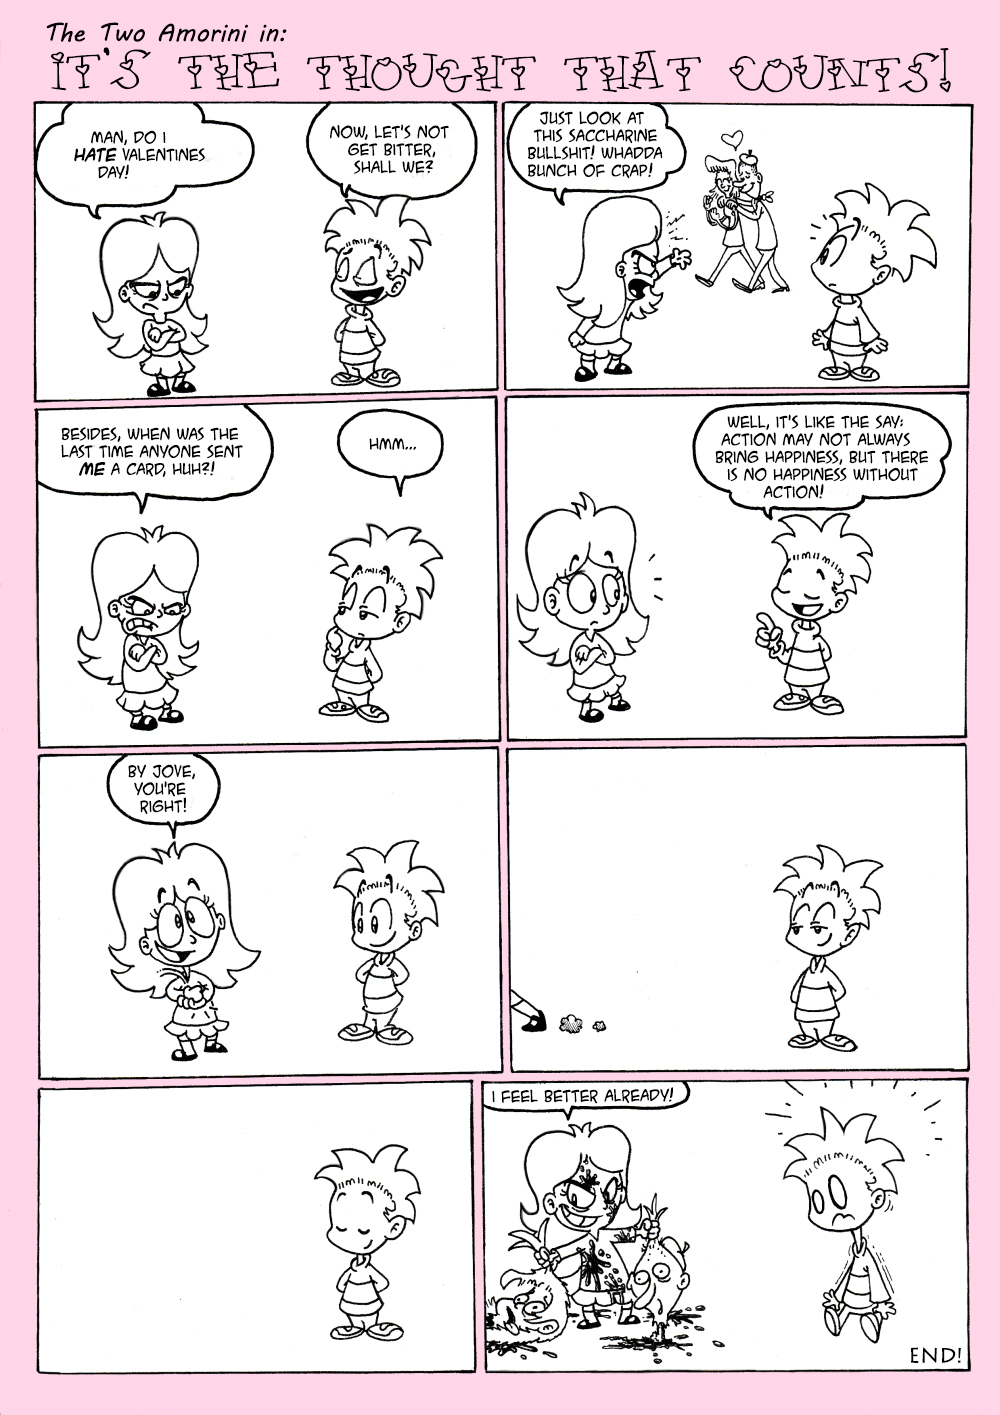 The Two Amorini in:
IT'S THE THOUGHT THAT COUNTS!
MAN, DO I
HATE VALENTINES
DAY!
NOW, LET'S NOT
GET BITTER,
SHALL WE?
JUST LOOK AT
THIS SACCHARINE
BULLSHIT! WHADDA
BUNCH OF CRAP!
BESIDES, WHEN WAS THE
LAST TIME ANYONE SENT
ME A CARD, HUH?!
HMM...
WELL, IT'S LIKE THE SAY:
ACTION MAY NOT ALWAYS
BRING HAPPINESS, BUT THERE
IS NO HAPPINESS WITHOUT
ACTION!
BY JOVE,
YOU'RE
RIGHT!
I FEEL BETTER ALREADY!
END!